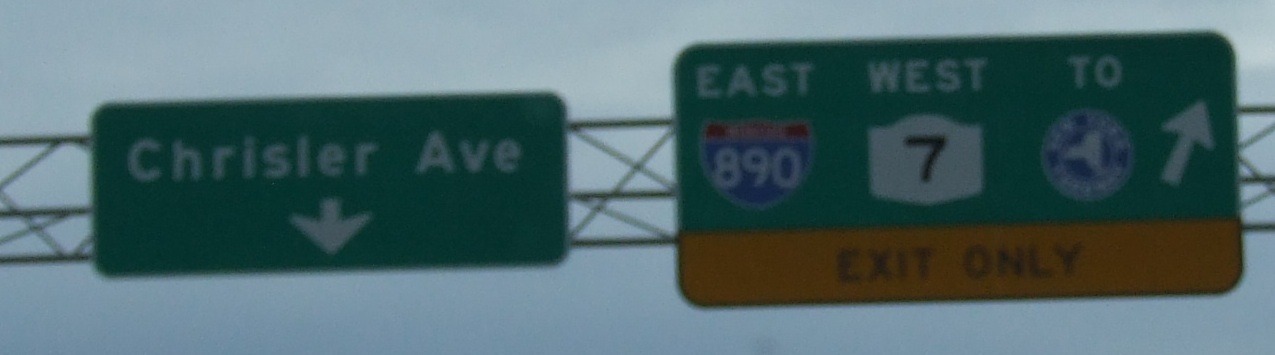 Chrisler Ave
EAST WEST TO
890 7
EXIT ONLY